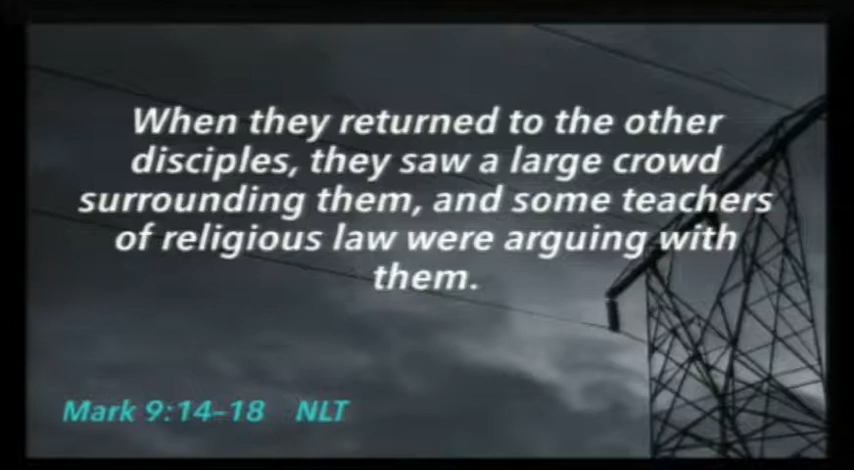 When they returned to the other
disciples, they saw a large crowd
surrounding them, and some teachers
of religious law were arguing with
them.
Mark 9:14-18 NLT